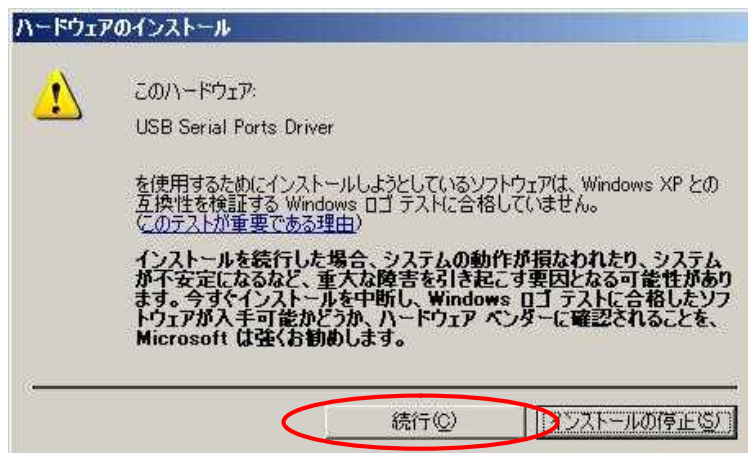 ハードウェアのインストール
このハードウェア:
USB Serial Ports Driver
を使用するためにインストールしようとしているソフトウェアは、Windows XP との
互換性を検証する Windows ロゴ テストに合格していません。
(このテストが重要である理由)
インストールを続行した場合、システムの動作が損なわれたり、システム
が不安定になるなど、重大な障害を引き起こす要因となる可能性があり
ます。今すぐインストールを中断し、Windows ロゴ テストに合格したソフ
トウェアが入手可能かどうか、ハードウェア ベンダーに確認されることを、
Microsoft は強くお勧めします。
続行(C)
インストールの停止(S)